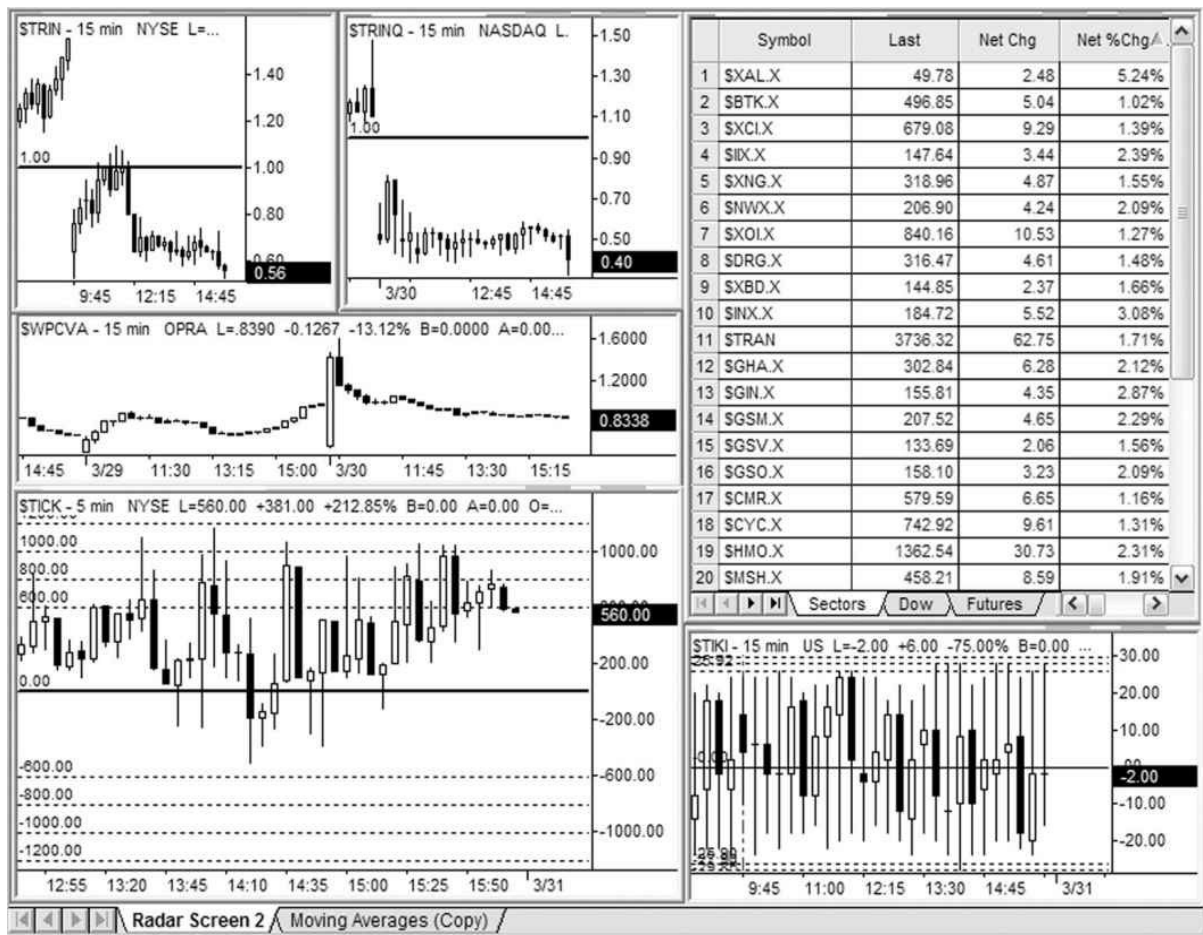 $TRIN - 15 min NYSE L=...
1.40
1.20
1.00
1.00
0.80
0.60
0.56
9:45 12:15 14:45
$TRINQ - 15 min NASDAQ L.
1.50
1.30
1.10
1.00
0.90
0.70
0.50
0.40
3/30 12:45 14:45
$WPCVA - 15 min OPRA L=.8390 -0.1267 -13.12% B=0.0000 A=0.00...
1.6000
1.2000
0.8338
14:45 3/29 11:30 13:15 15:00 3/30 11:45 13:30 15:15
$TICK - 5 min NYSE L=560.00 +381.00 +212.85% B=0.00 A=0.00 O=...
1200.00
1000.00
1000.00
800.00
600.00
560.00
200.00
0.00
-200.00
-600.00
-600.00
-800.00
-1000.00
-1000.00
-1200.00
12:55 13:20 13:45 14:10 14:35 15:00 15:25 15:50 3/31
Symbol Last Net Chg Net %Chg
1 $XAL.X 49.78 2.48 5.24%
2 $BTK.X 496.85 5.04 1.02%
3 $XCI.X 679.08 9.29 1.39%
4 $IIX.X 147.64 3.44 2.39%
5 $XNG.X 318.96 4.87 1.55%
6 $NWX.X 206.90 4.24 2.09%
7 $XOI.X 840.16 10.53 1.27%
8 $DRG.X 316.47 4.61 1.48%
9 $XBD.X 144.85 2.37 1.66%
10 $INX.X 184.72 5.52 3.08%
11 $TRAN 3736.32 62.75 1.71%
12 $GHA.X 302.84 6.28 2.12%
13 $GIN.X 155.81 4.35 2.87%
14 $GSM.X 207.52 4.65 2.29%
15 $GSV.X 133.69 2.06 1.56%
16 $GSO.X 158.10 3.23 2.09%
17 $CMR.X 579.59 6.65 1.16%
18 $CYC.X 742.92 9.61 1.31%
19 $HMO.X 1362.54 30.73 2.31%
20 $MSH.X 458.21 8.59 1.91%
Sectors Dow Futures
$TIKI - 15 min US L=-2.00 +6.00 -75.00% B=0.00 ...
30.00
20.00
10.00
-0.00
-2.00
-10.00
-20.00
9:45 11:00 12:15 13:30 14:45 3/31
Radar Screen 2 Moving Averages (Copy)